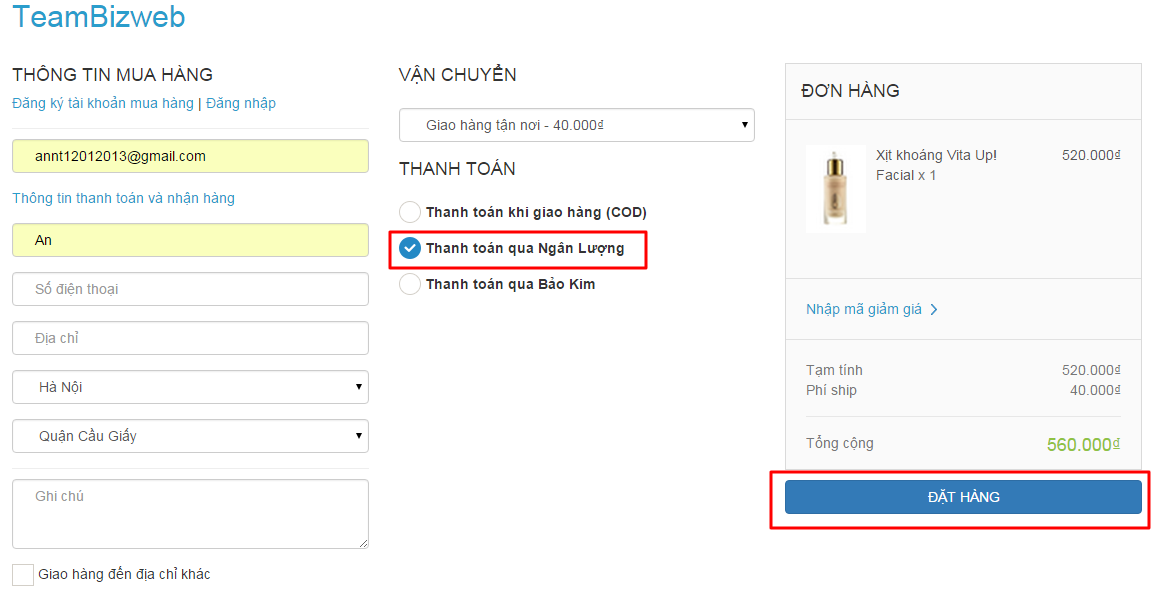 TeamBizweb
THÔNG TIN MUA HÀNG
Đăng ký tài khoản mua hàng | Đăng nhập
annt12012013@gmail.com
Thông tin thanh toán và nhận hàng
An
Số điện thoại
Địa chỉ
Hà Nội
Quận Cầu Giấy
Ghi chú
Giao hàng đến địa chỉ khác
VẬN CHUYỂN
Giao hàng tận nơi - 40.000₫
THANH TOÁN
Thanh toán khi giao hàng (COD)
Thanh toán qua Ngân Lượng
Thanh toán qua Bảo Kim
ĐƠN HÀNG
Xịt khoáng Vita Up! 520.000₫
Facial x 1
Nhập mã giảm giá
Tạm tính 520.000₫
Phí ship 40.000₫
Tổng cộng 560.000₫
ĐẶT HÀNG